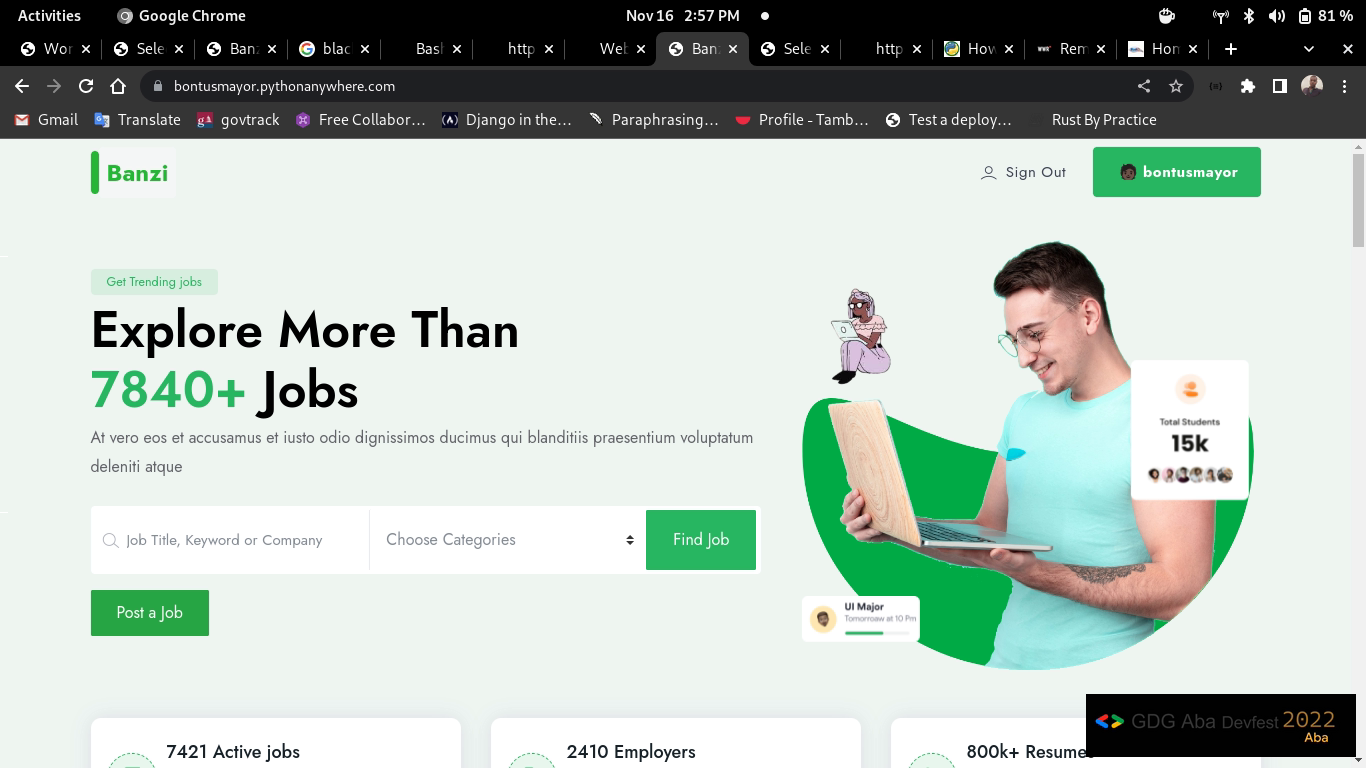 Activities Google Chrome Nov 16 2:57 PM 81 %
Wor Sele Banz blac Bash http Web Banz Sele http How Rem Hom
bontusmayor.pythonanywhere.com
Gmail Translate govtrack Free Collabor... Django in the... Paraphrasing... Profile - Tamb... Test a deploy... Rust By Practice
Banzi Sign Out bontusmayor
Get Trending jobs
Explore More Than
7840+ Jobs
At vero eos et accusamus et iusto odio dignissimos ducimus qui blanditiis praesentium voluptatum
deleniti atque
Job Title, Keyword or Company Choose Categories Find Job
Post a Job
Total Students
15k
UI Major
Tomorroaw at 10 Pm
GDG Aba Devfest 2022
Aba
7421 Active jobs 2410 Employers 800k+ Resumes